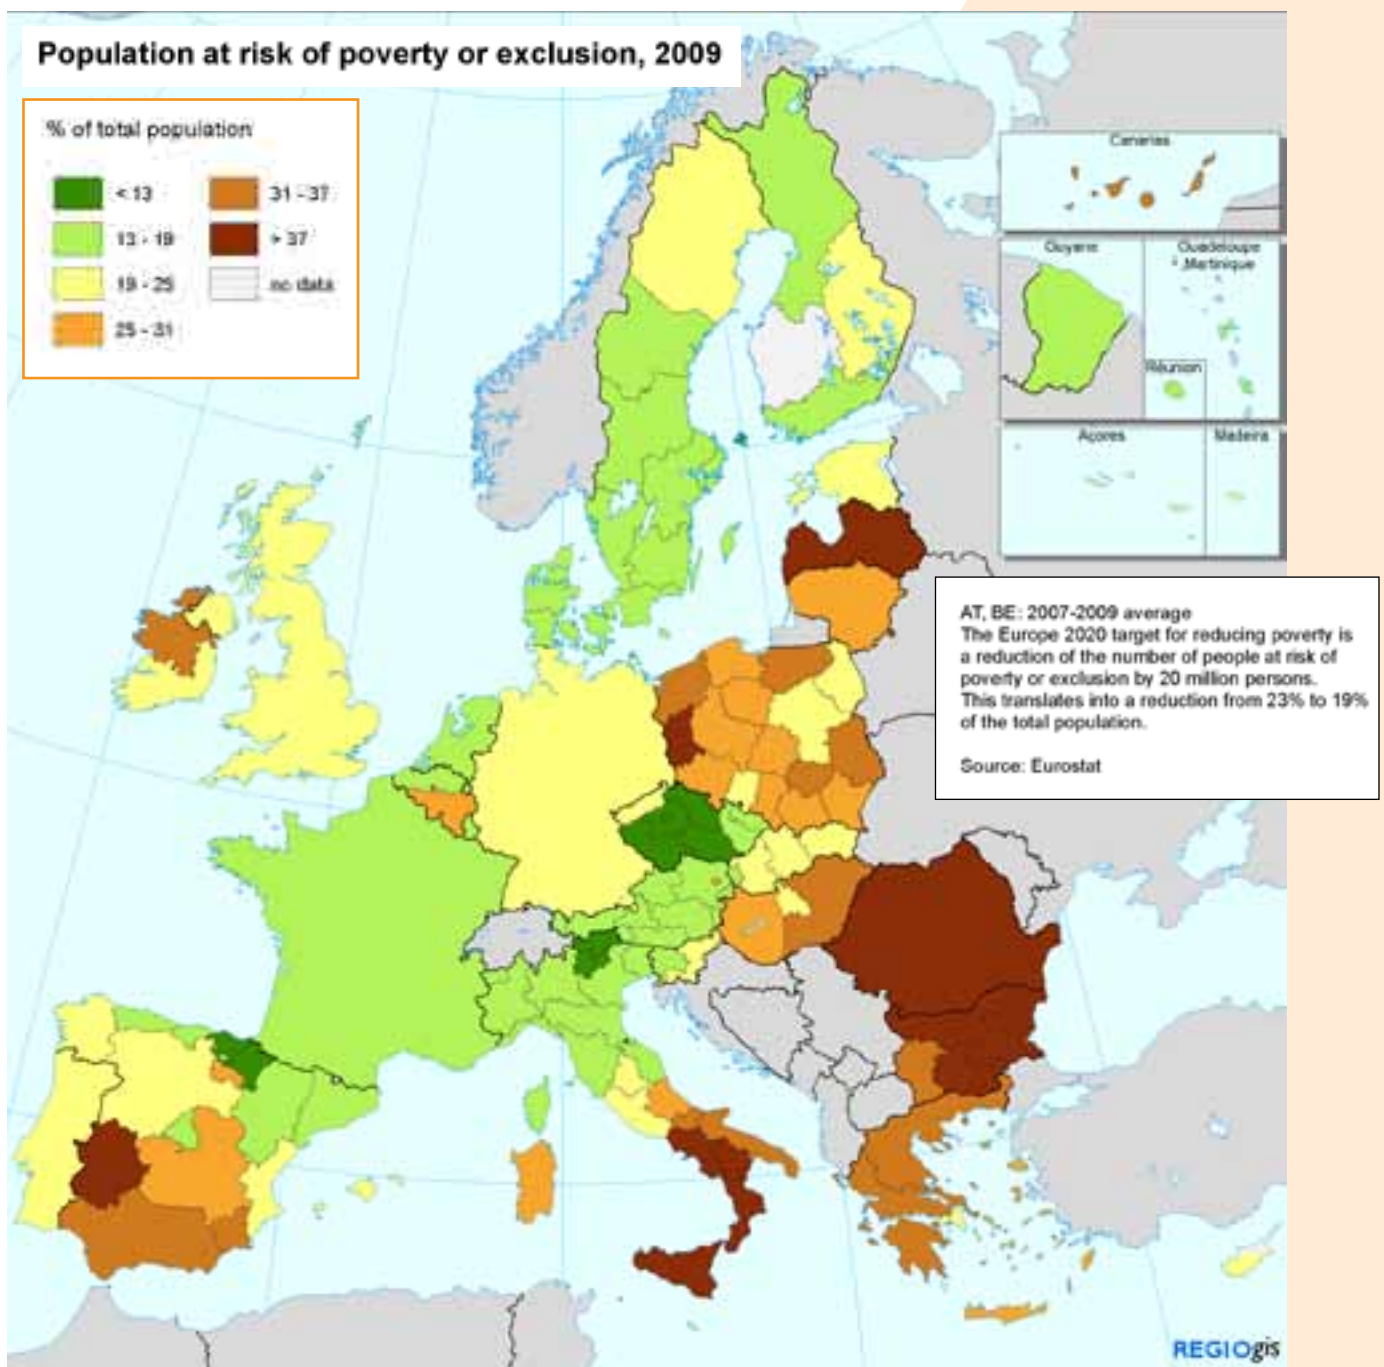 Population at risk of poverty or exclusion, 2009
% of total population
< 13
13 - 19
19 - 25
25 - 31
31 - 37
> 37
no data
Canarias
Guyane
Guadeloupe
Martinique
Réunion
Açores
Madeira
AT, BE: 2007-2009 average
The Europe 2020 target for reducing poverty is
a reduction of the number of people at risk of
poverty or exclusion by 20 million persons.
This translates into a reduction from 23% to 19%
of the total population.
Source: Eurostat
REGIOgis